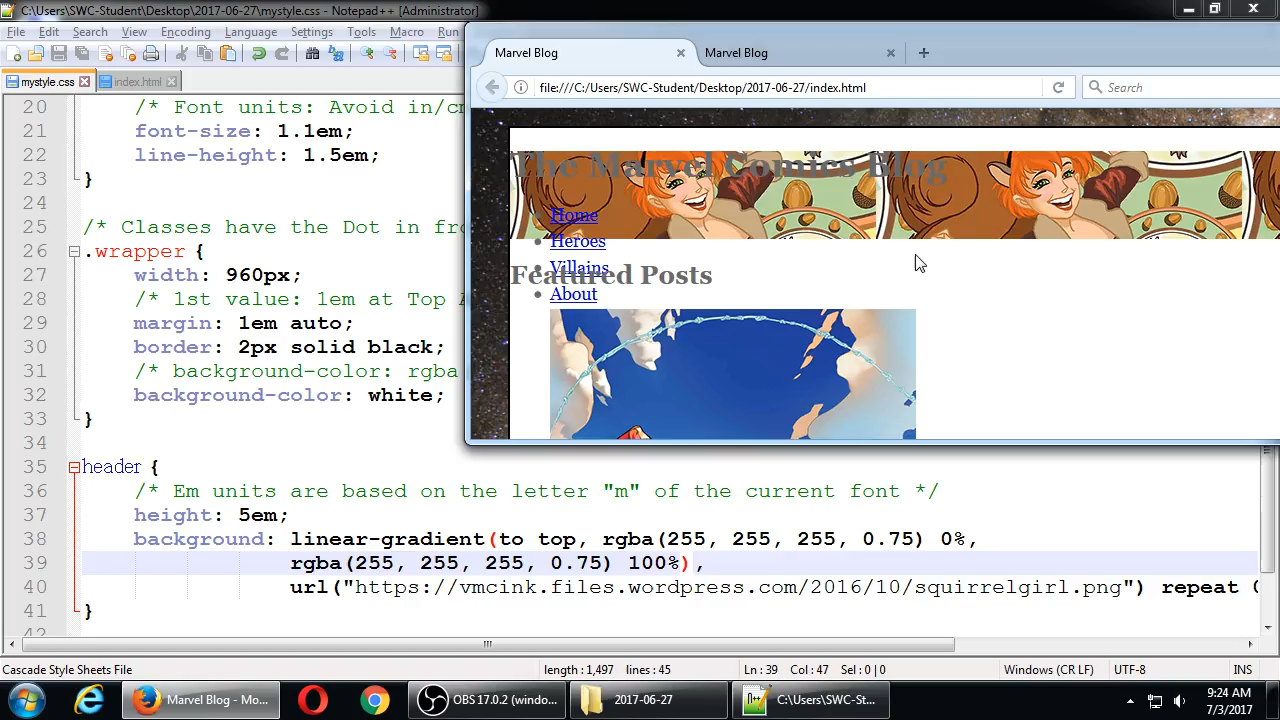 C:\Users\SWC-Student\Desktop\2017-06-27\mystyle.css - Notepad++ [Administrator]
File Edit Search View Encoding Language Settings Tools Macro Run
mystyle.css index.html
Marvel Blog
Marvel Blog
file:///C:/Users/SWC-Student/Desktop/2017-06-27/index.html
Search
The Marvel Comics Blog
Home
Heroes
Villains
Featured Posts
About
20 /* Font units: Avoid in/cm
21 font-size: 1.1em;
22 line-height: 1.5em;
23 }
24
25 /* Classes have the Dot in
26 .wrapper {
27 width: 960px;
28 /* 1st value: 1em at Top
29 margin: 1em auto;
30 border: 2px solid black;
31 /* background-color: rgba
32 background-color: white;
33 }
34
35 header {
36 /* Em units are based on the letter "m" of the current font */
37 height: 5em;
38 background: linear-gradient(to top, rgba(255, 255, 255, 0.75) 0%,
39 rgba(255, 255, 255, 0.75) 100%),
40 url("https://vmcink.files.wordpress.com/2016/10/squirrelgirl.png") repeat
41 }
42
Cascade Style Sheets File length : 1,497 lines : 45 Ln : 39 Col : 47 Sel : 0 | 0 Windows (CR LF) UTF-8 INS
Marvel Blog - Mo... OBS 17.0.2 (windo... 2017-06-27 C:\Users\SWC-St...
9:24 AM
7/3/2017